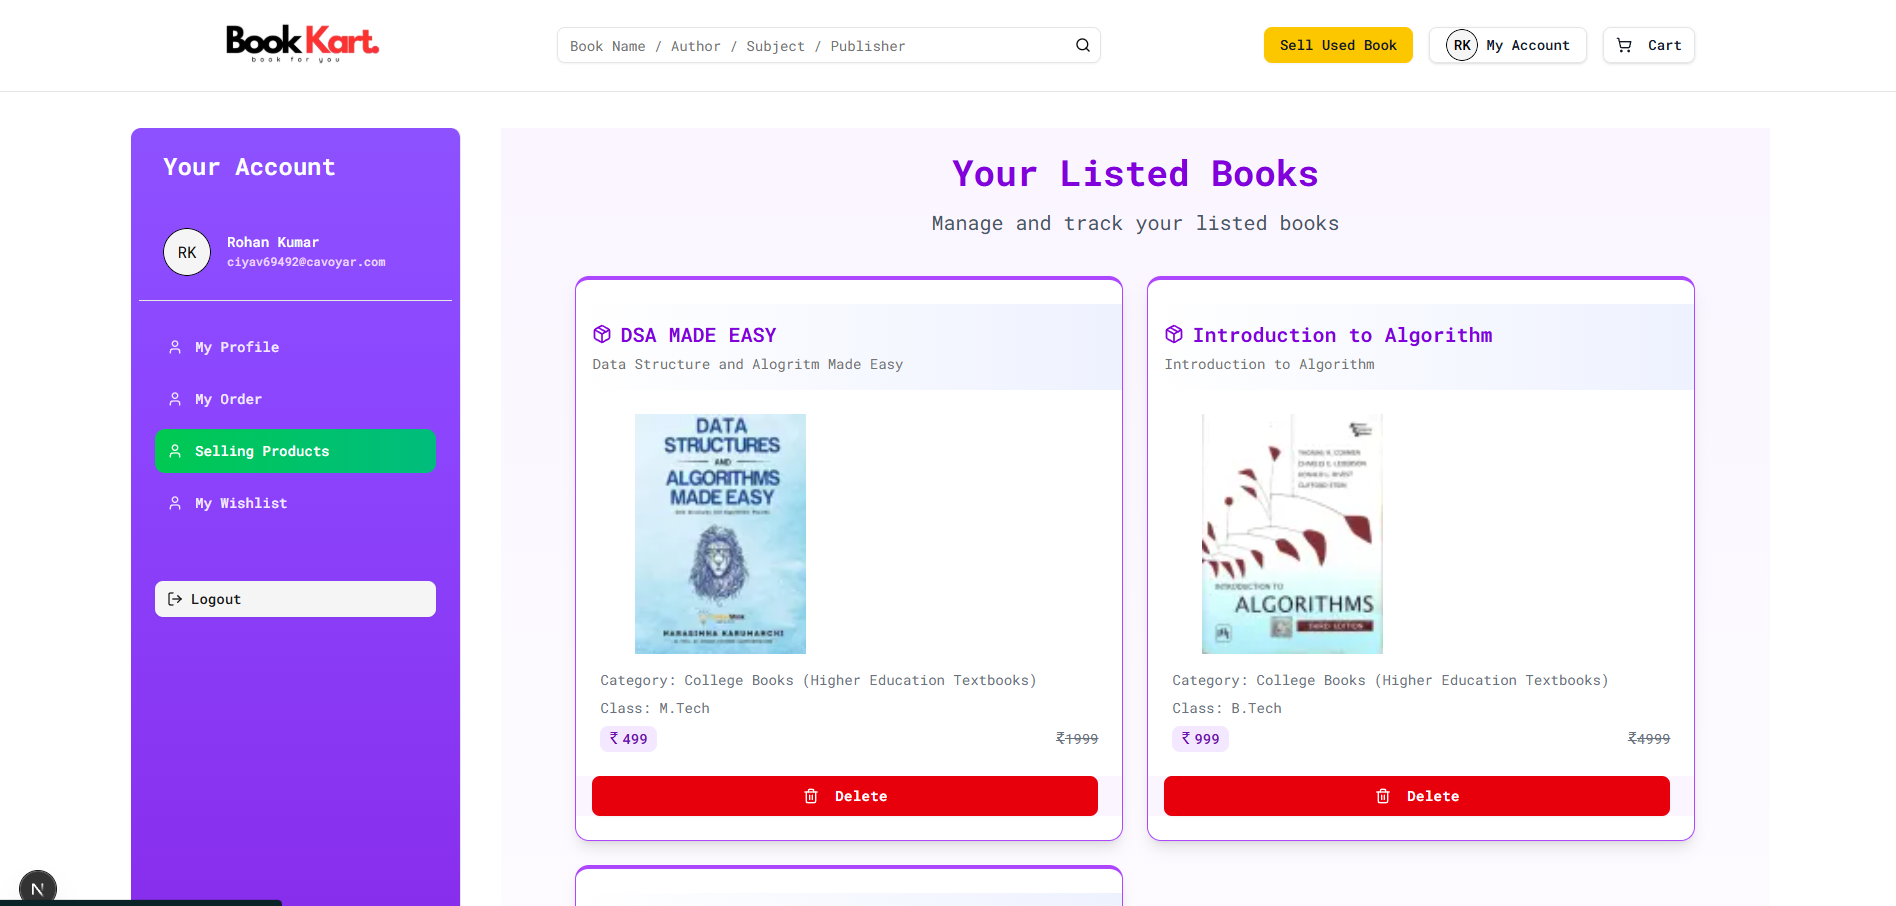 Book Kart.
book for you
Book Name / Author / Subject / Publisher
Sell Used Book
RK My Account
Cart
Your Account
RK
Rohan Kumar
ciyav69492@cavoyar.com
My Profile
My Order
Selling Products
My Wishlist
Logout
N
Your Listed Books
Manage and track your listed books
DSA MADE EASY
Data Structure and Alogritm Made Easy
DATA
STRUCTURES
AND
ALGORITHMS
MADE EASY
NARASIMHA KARUMANCHI
Category: College Books (Higher Education Textbooks)
Class: M.Tech
₹ 499
₹1999
Delete
Introduction to Algorithm
Introduction to Algorithm
THOMAS H. CORMEN
CHARLES E. LEISERSON
RONALD L. RIVEST
CLIFFORD STEIN
INTRODUCTION TO
ALGORITHMS
THIRD EDITION
Category: College Books (Higher Education Textbooks)
Class: B.Tech
₹ 999
₹4999
Delete